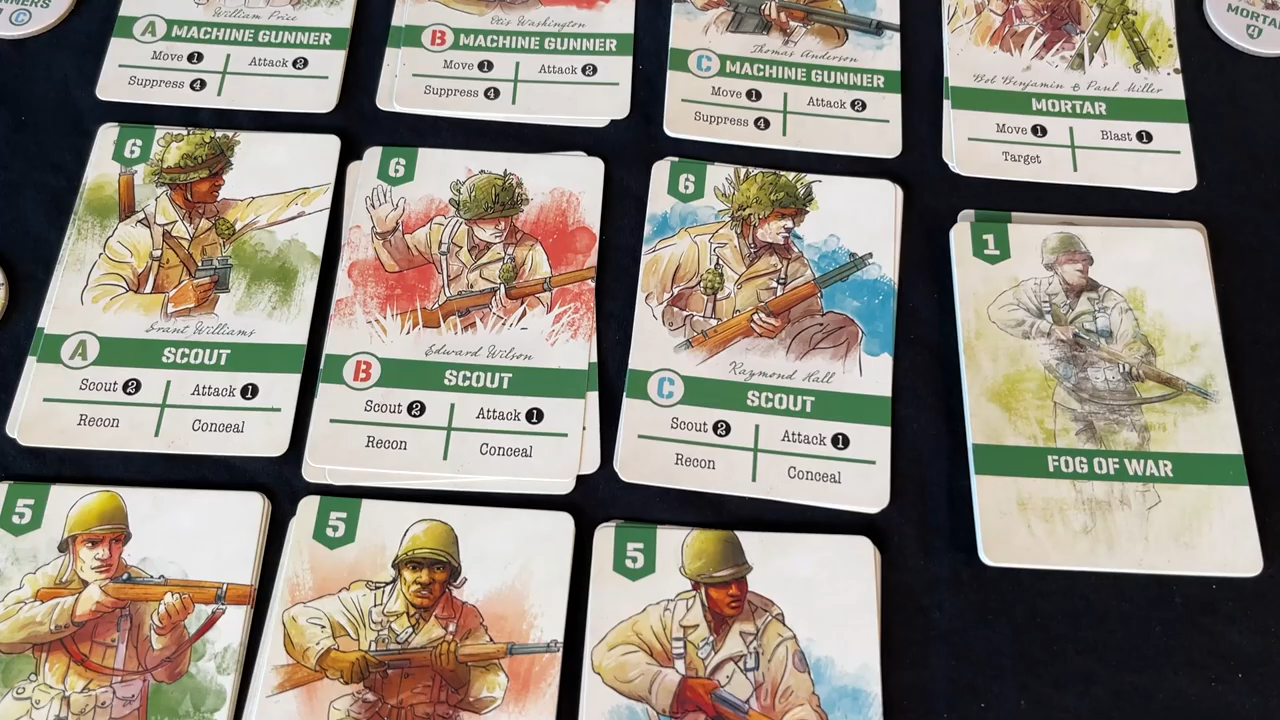 NNERS
C
William Price
A MACHINE GUNNER
Move 1 Attack 2
Suppress 4
Otis Washington
B MACHINE GUNNER
Move 1 Attack 2
Suppress 4
Thomas Anderson
C MACHINE GUNNER
Move 1 Attack 2
Suppress 4
Bob Benjamin & Paul Miller
MORTAR
Move 1 Blast 1
Target
MORTA
4
6
Grant Williams
A SCOUT
Scout 2 Attack 1
Recon Conceal
6
Edward Wilson
B SCOUT
Scout 2 Attack 1
Recon Conceal
6
Raymond Hall
C SCOUT
Scout 2 Attack 1
Recon Conceal
1
FOG OF WAR
5
5
5